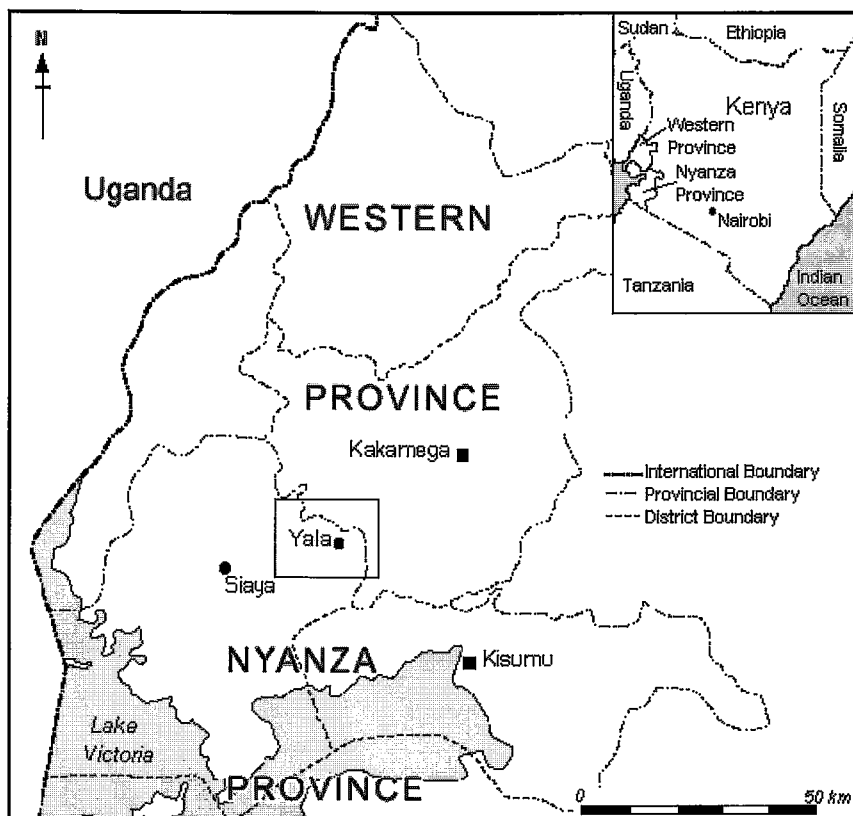 N
Sudan
Ethiopia
Uganda
Kenya
Somalia
Western
Province
Nyanza
Province
Nairobi
Tanzania
Indian
Ocean
Uganda
WESTERN
PROVINCE
Kakamega
International Boundary
Provincial Boundary
District Boundary
Yala
Siaya
NYANZA
Kisumu
Lake
Victoria
PROVINCE
0 50 km